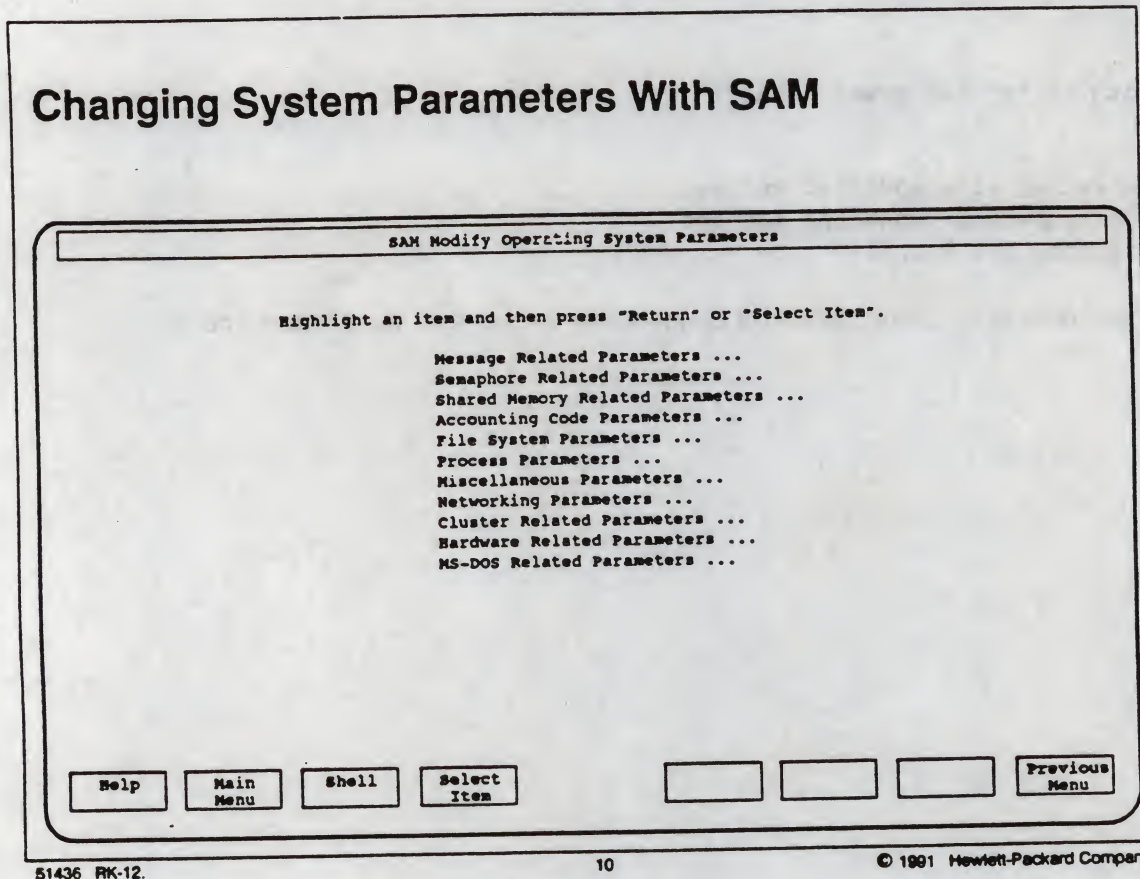 Changing System Parameters With SAM
SAM Modify Operating System Parameters
Highlight an item and then press "Return" or "Select Item".
Message Related Parameters ...
Semaphore Related Parameters ...
Shared Memory Related Parameters ...
Accounting Code Parameters ...
File System Parameters ...
Process Parameters ...
Miscellaneous Parameters ...
Networking Parameters ...
Cluster Related Parameters ...
Hardware Related Parameters ...
MS-DOS Related Parameters ...
Help
Main
Menu
Shell
Select
Item
Previous
Menu
51436 RK-12.
10
© 1991 Hewlett-Packard Compan